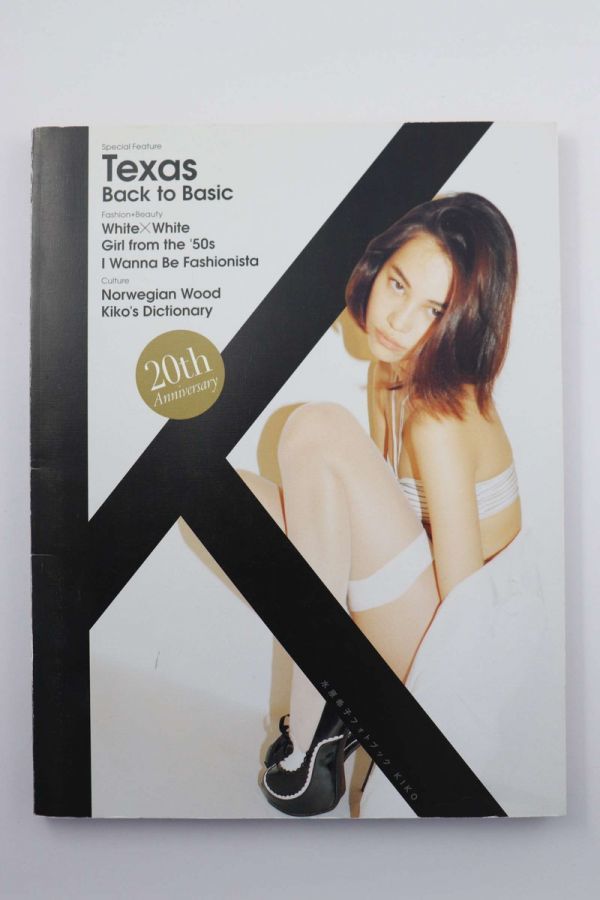 Special Feature
Texas
Back to Basic
Fashion+Beauty
White×White
Girl from the '50s
I Wanna Be Fashionista
Culture
Norwegian Wood
Kiko's Dictionary
20th
Anniversary
K
水原希子フォトブック KIKO